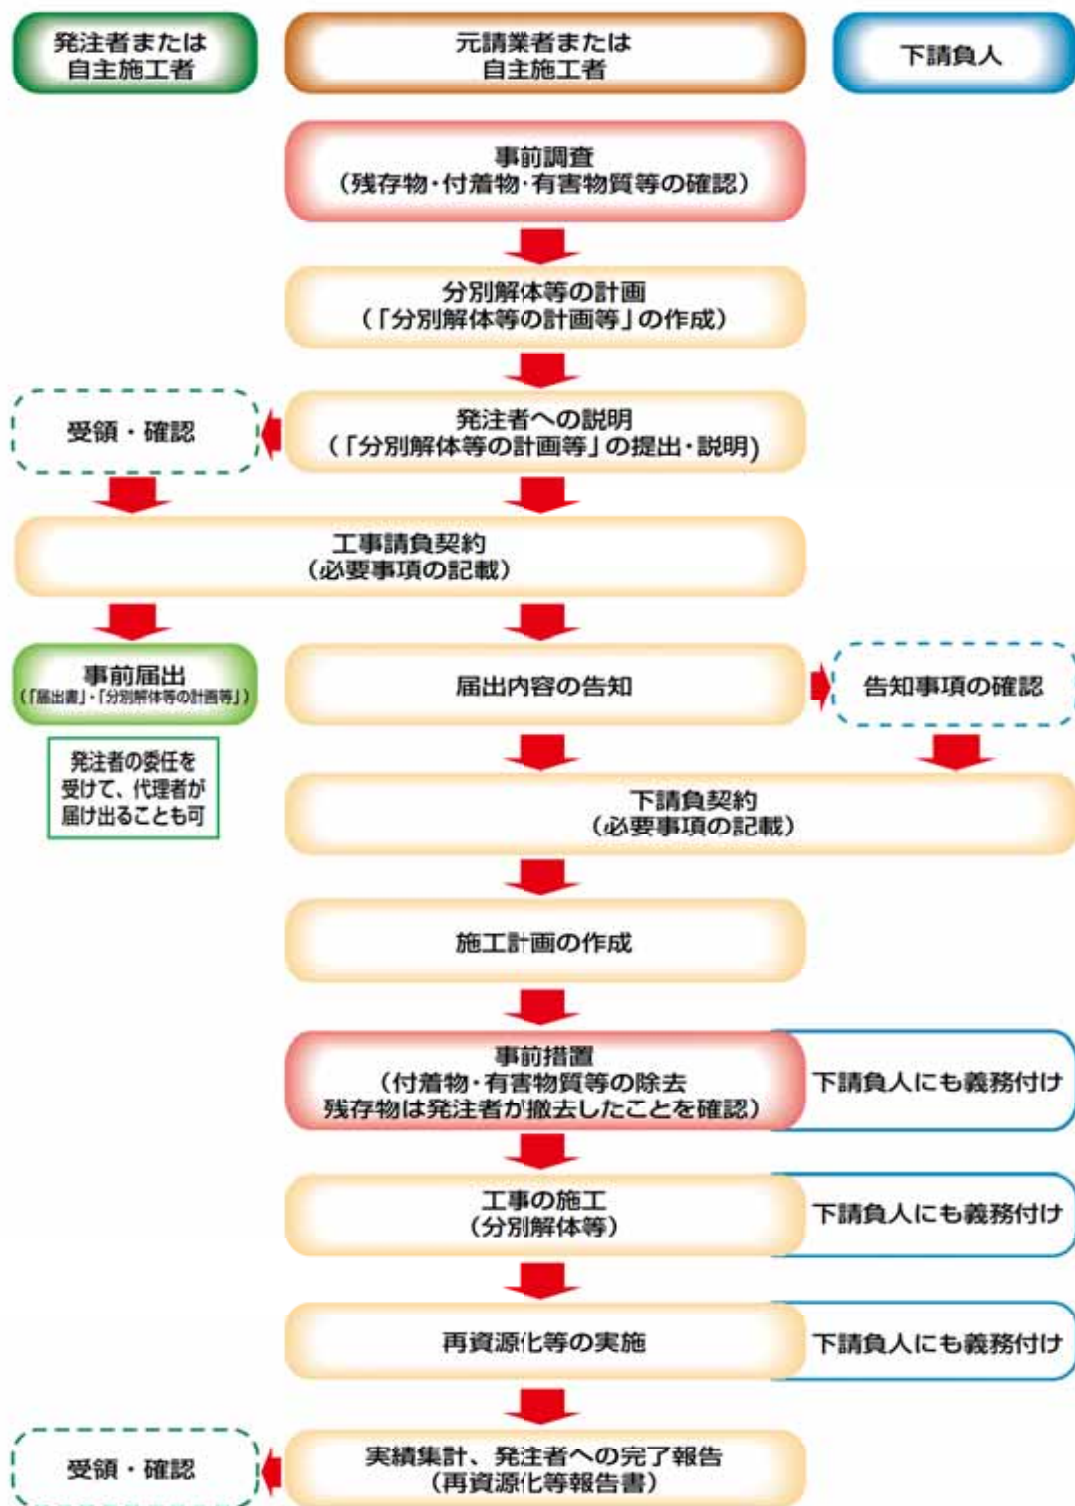 発注者または
自主施工者
元請業者または
自主施工者
下請負人
事前調査
(残存物・付着物・有害物質等の確認)
分別解体等の計画
(「分別解体等の計画等」の作成)
発注者への説明
(「分別解体等の計画等」の提出・説明)
受領・確認
工事請負契約
(必要事項の記載)
事前届出
(「届出書」・「分別解体等の計画等」)
発注者の委任を
受けて、代理者が
届け出ることも可
届出内容の告知
告知事項の確認
下請負契約
(必要事項の記載)
施工計画の作成
事前措置
(付着物・有害物質等の除去
残存物は発注者が撤去したことを確認)
下請負人にも義務付け
工事の施工
(分別解体等)
下請負人にも義務付け
再資源化等の実施
下請負人にも義務付け
実績集計、発注者への完了報告
(再資源化等報告書)
受領・確認